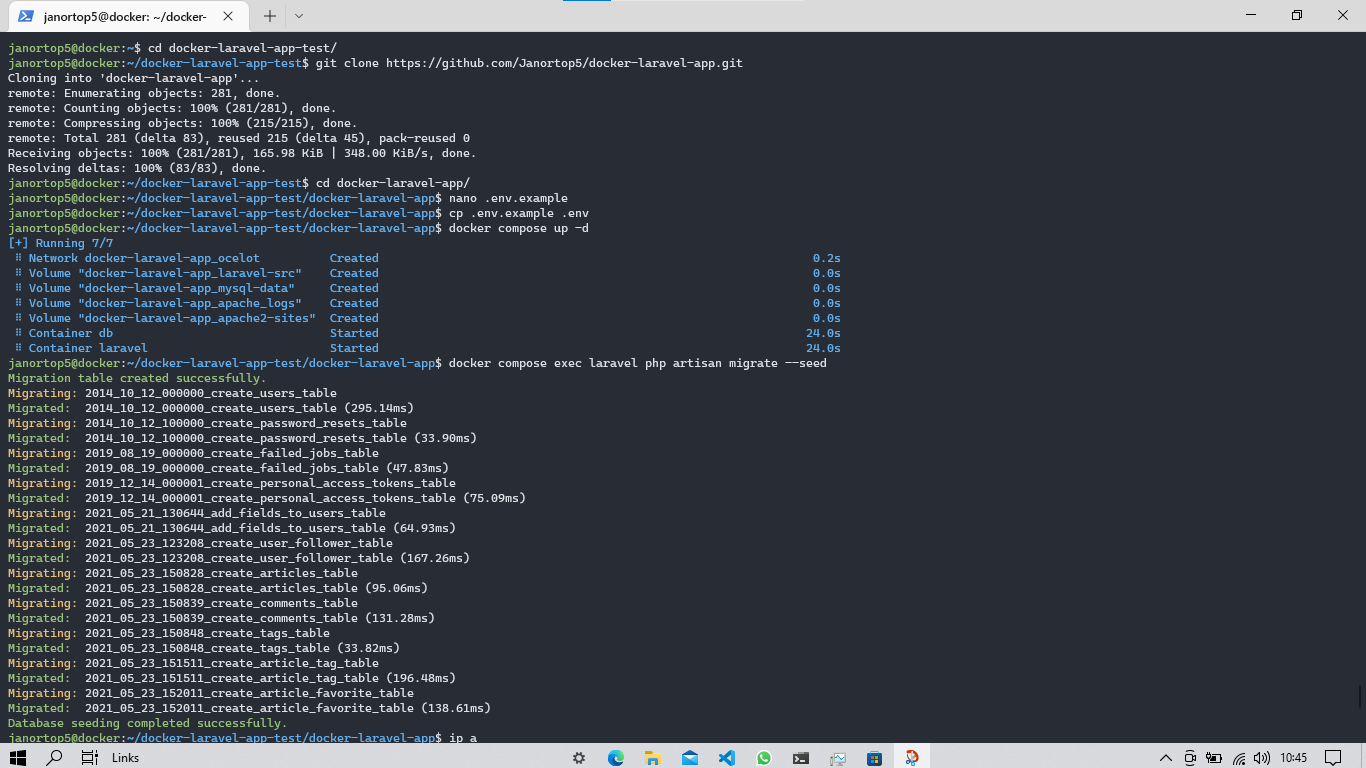 janortop5@docker: ~/docker-
janortop5@docker:~$ cd docker-laravel-app-test/
janortop5@docker:~/docker-laravel-app-test$ git clone https://github.com/Janortop5/docker-laravel-app.git
Cloning into 'docker-laravel-app'...
remote: Enumerating objects: 281, done.
remote: Counting objects: 100% (281/281), done.
remote: Compressing objects: 100% (215/215), done.
remote: Total 281 (delta 83), reused 215 (delta 45), pack-reused 0
Receiving objects: 100% (281/281), 165.98 KiB | 348.00 KiB/s, done.
Resolving deltas: 100% (83/83), done.
janortop5@docker:~/docker-laravel-app-test$ cd docker-laravel-app/
janortop5@docker:~/docker-laravel-app-test/docker-laravel-app$ nano .env.example
janortop5@docker:~/docker-laravel-app-test/docker-laravel-app$ cp .env.example .env
janortop5@docker:~/docker-laravel-app-test/docker-laravel-app$ docker compose up -d
[+] Running 7/7
⠿ Network docker-laravel-app_ocelot Created 0.2s
⠿ Volume "docker-laravel-app_laravel-src" Created 0.0s
⠿ Volume "docker-laravel-app_mysql-data" Created 0.0s
⠿ Volume "docker-laravel-app_apache_logs" Created 0.0s
⠿ Volume "docker-laravel-app_apache2-sites" Created 0.0s
⠿ Container db Started 24.0s
⠿ Container laravel Started 24.0s
janortop5@docker:~/docker-laravel-app-test/docker-laravel-app$ docker compose exec laravel php artisan migrate --seed
Migration table created successfully.
Migrating: 2014_10_12_000000_create_users_table
Migrated: 2014_10_12_000000_create_users_table (295.14ms)
Migrating: 2014_10_12_100000_create_password_resets_table
Migrated: 2014_10_12_100000_create_password_resets_table (33.90ms)
Migrating: 2019_08_19_000000_create_failed_jobs_table
Migrated: 2019_08_19_000000_create_failed_jobs_table (47.83ms)
Migrating: 2019_12_14_000001_create_personal_access_tokens_table
Migrated: 2019_12_14_000001_create_personal_access_tokens_table (75.09ms)
Migrating: 2021_05_21_130644_add_fields_to_users_table
Migrated: 2021_05_21_130644_add_fields_to_users_table (64.93ms)
Migrating: 2021_05_23_123208_create_user_follower_table
Migrated: 2021_05_23_123208_create_user_follower_table (167.26ms)
Migrating: 2021_05_23_150828_create_articles_table
Migrated: 2021_05_23_150828_create_articles_table (95.06ms)
Migrating: 2021_05_23_150839_create_comments_table
Migrated: 2021_05_23_150839_create_comments_table (131.28ms)
Migrating: 2021_05_23_150848_create_tags_table
Migrated: 2021_05_23_150848_create_tags_table (33.82ms)
Migrating: 2021_05_23_151511_create_article_tag_table
Migrated: 2021_05_23_151511_create_article_tag_table (196.48ms)
Migrating: 2021_05_23_152011_create_article_favorite_table
Migrated: 2021_05_23_152011_create_article_favorite_table (138.61ms)
Database seeding completed successfully.
janortop5@docker:~/docker-laravel-app-test/docker-laravel-app$ ip a
Links 10:45